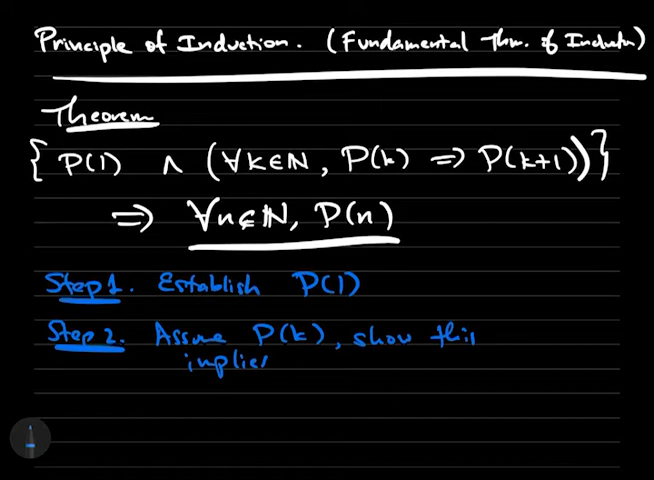 Principle of Induction. (Fundamental Thm. of Induction)
Theorem
{ P(1) ∧ (∀k∈ℕ, P(k) ⇒ P(k+1)) }
⇒ ∀n∈ℕ, P(n)
Step 1. Establish P(1)
Step 2. Assume P(k), show this
implies